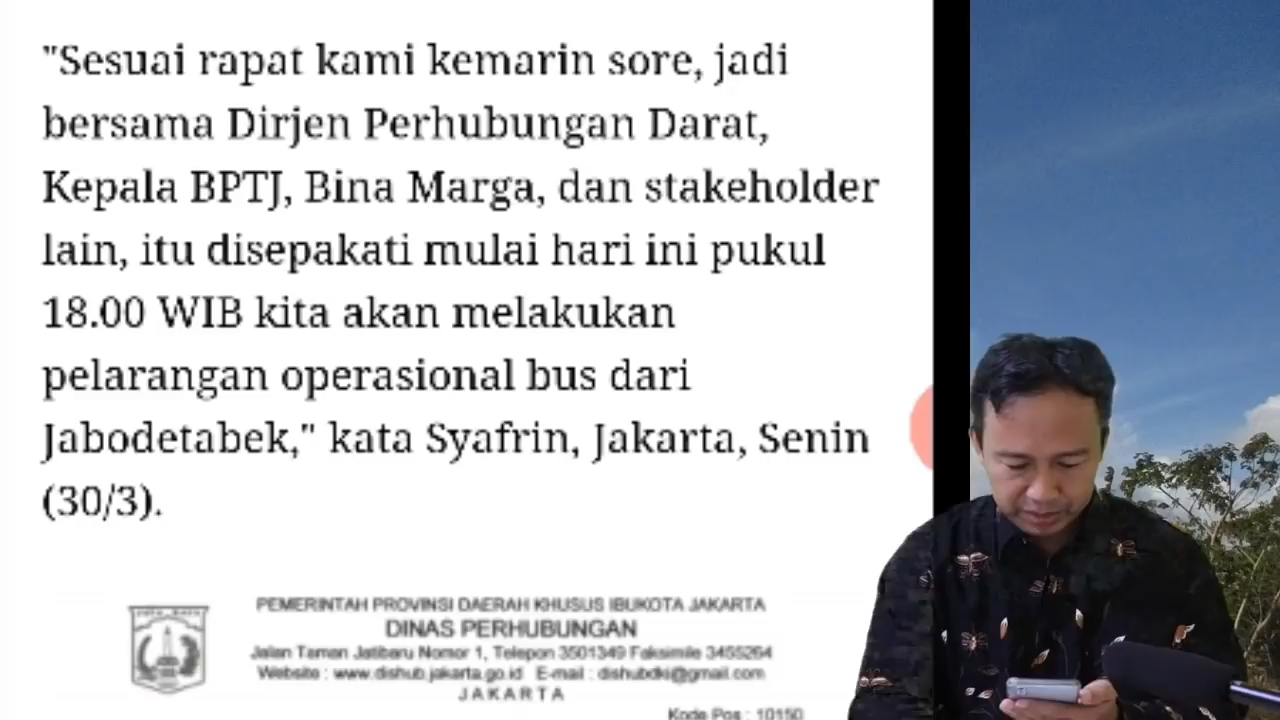 "Sesuai rapat kami kemarin sore, jadi
bersama Dirjen Perhubungan Darat,
Kepala BPTJ, Bina Marga, dan stakeholder
lain, itu disepakati mulai hari ini pukul
18.00 WIB kita akan melakukan
pelarangan operasional bus dari
Jabodetabek," kata Syafrin, Jakarta, Senin
(30/3).
PEMERINTAH PROVINSI DAERAH KHUSUS IBUKOTA JAKARTA
DINAS PERHUBUNGAN
Jalan Taman Jatibaru Nomor 1, Telepon 3501349 Faksimile 3455264
Website : www.dishub.jakarta.go.id E-mail : dishubdki@gmail.com
JAKARTA
Kode Pos : 10150